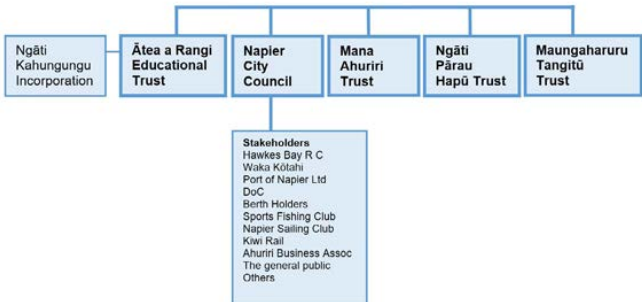 Ngāti
Kahungungu
Incorporation
Ātea a Rangi
Educational
Trust
Napier
City
Council
Mana
Ahuriri
Trust
Ngāti
Pārau
Hapū Trust
Maungaharuru
Tangitū
Trust
Stakeholders
Hawkes Bay R C
Waka Kōtahi
Port of Napier Ltd
DoC
Berth Holders
Sports Fishing Club
Napier Sailing Club
Kiwi Rail
Ahuriri Business Assoc
The general public
Others